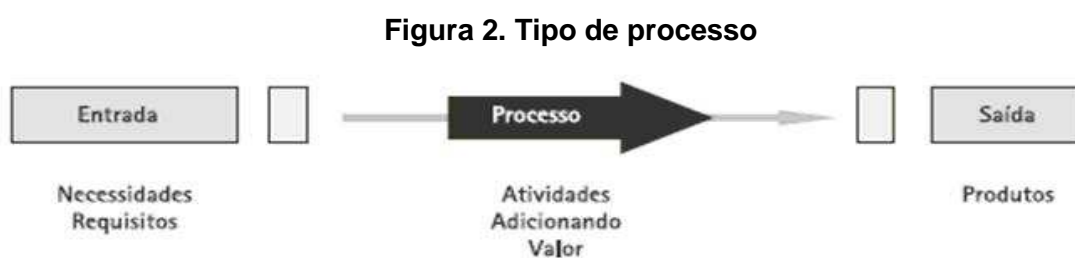 Figura 2. Tipo de processo
Entrada
Processo
Saída
Necessidades
Requisitos
Atividades
Adicionando
Valor
Produtos